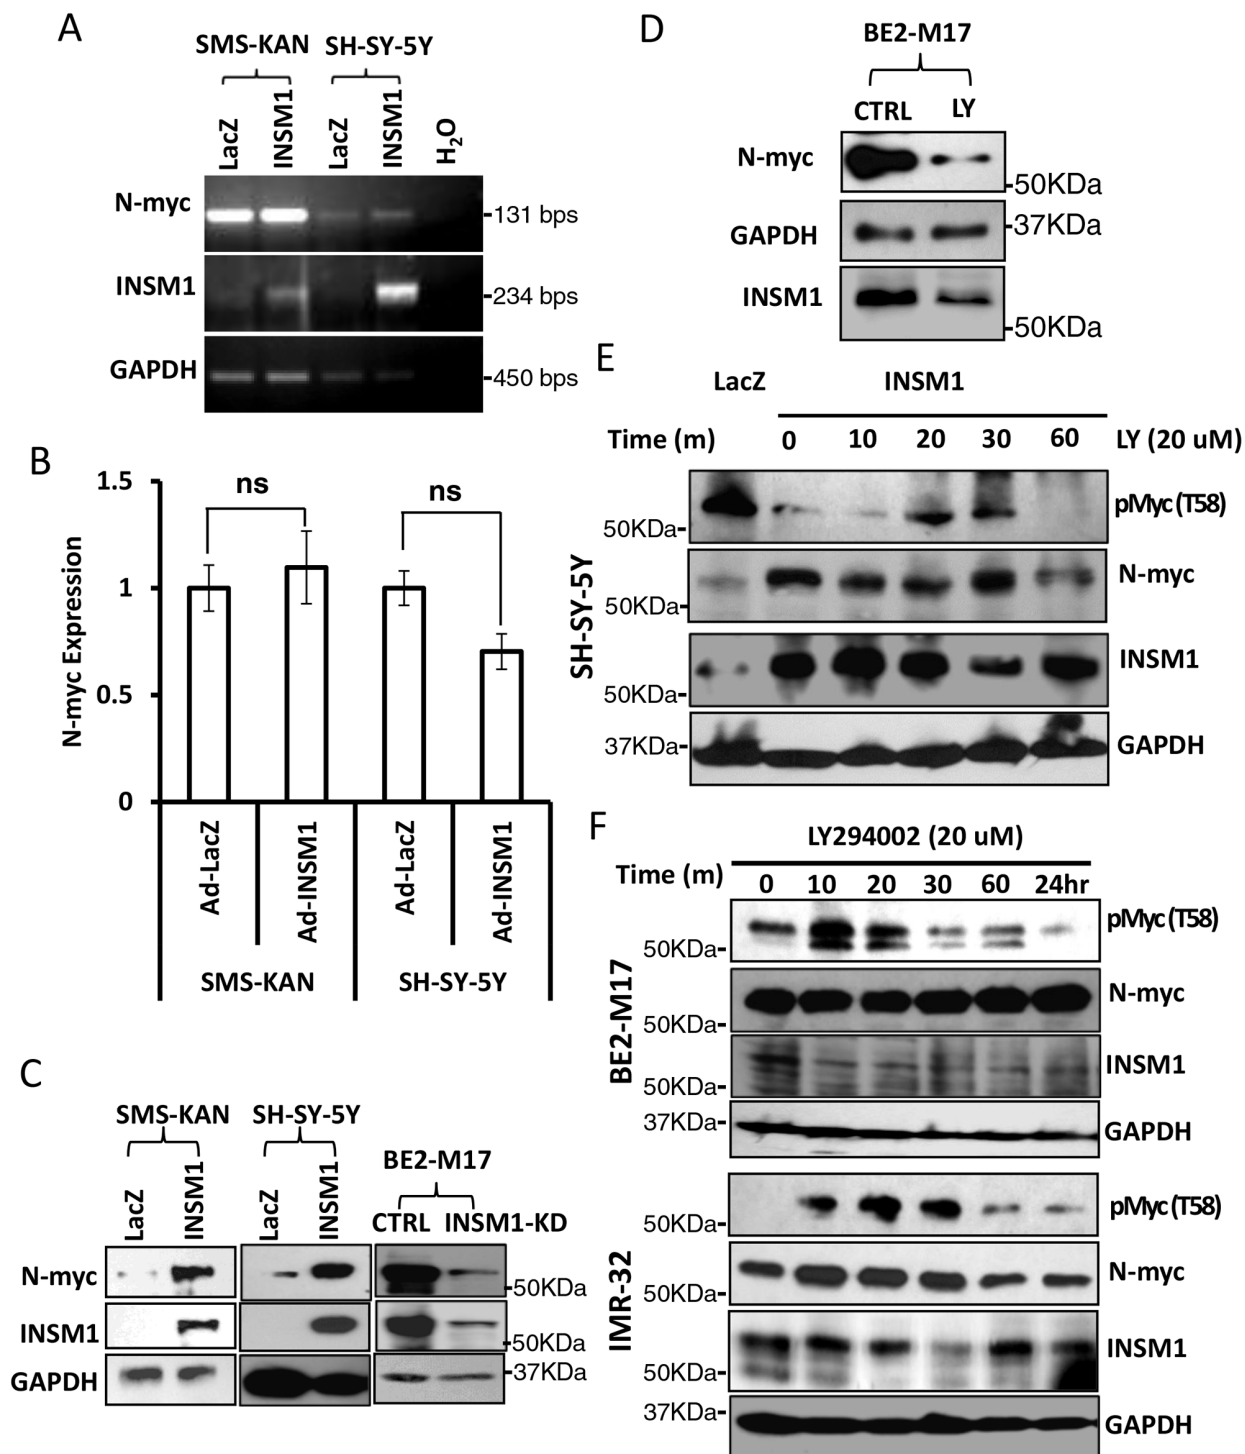 A
SMS-KAN SH-SY-5Y
LacZ INSM1 LacZ INSM1 H2O
N-myc -131 bps
INSM1 -234 bps
GAPDH -450 bps
B
N-myc Expression
1.5
1
0.5
0
ns ns
Ad-LacZ Ad-INSM1 Ad-LacZ Ad-INSM1
SMS-KAN SH-SY-5Y
C
SMS-KAN SH-SY-5Y BE2-M17
LacZ INSM1 LacZ INSM1 CTRL INSM1-KD
N-myc -50KDa
INSM1 -50KDa
GAPDH -37KDa
D
BE2-M17
CTRL LY
N-myc -50KDa
GAPDH -37KDa
INSM1 -50KDa
E
LacZ INSM1
Time (m) 0 10 20 30 60 LY (20 uM)
SH-SY-5Y
50KDa- pMyc(T58)
50KDa- N-myc
50KDa- INSM1
37KDa- GAPDH
F
LY294002 (20 uM)
Time (m) 0 10 20 30 60 24hr
BE2-M17
50KDa- pMyc(T58)
50KDa- N-myc
50KDa- INSM1
37KDa- GAPDH
IMR-32
50KDa- pMyc(T58)
50KDa- N-myc
50KDa- INSM1
37KDa- GAPDH